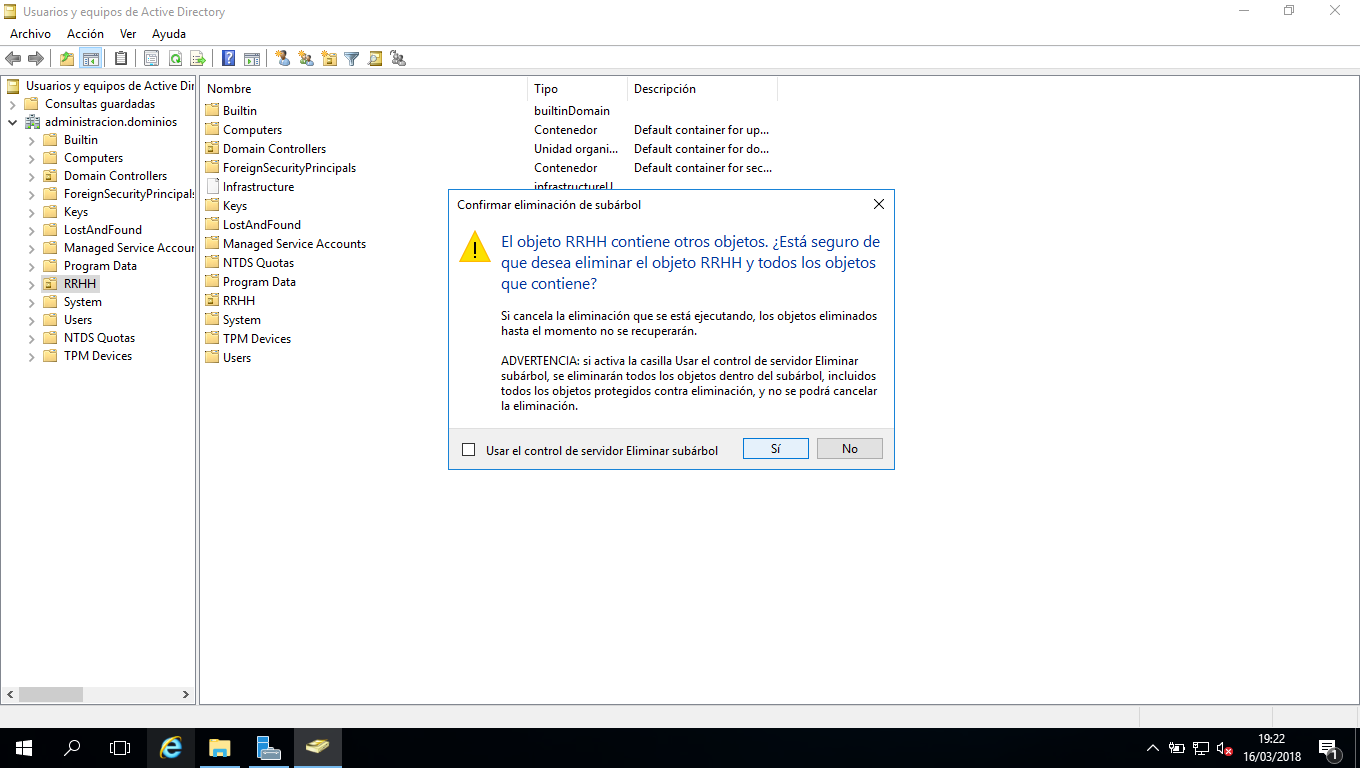 Usuarios y equipos de Active Directory
Archivo Acción Ver Ayuda
Usuarios y equipos de Active Dir
Consultas guardadas
administracion.dominios
Builtin
Computers
Domain Controllers
ForeignSecurityPrincipals
Keys
LostAndFound
Managed Service Accour
Program Data
RRHH
System
Users
NTDS Quotas
TPM Devices
Nombre Tipo Descripción
Builtin builtinDomain
Computers Contenedor Default container for up...
Domain Controllers Unidad organi... Default container for do...
ForeignSecurityPrincipals Contenedor Default container for sec...
Infrastructure infrastructureU
Keys
LostAndFound
Managed Service Accounts
NTDS Quotas
Program Data
RRHH
System
TPM Devices
Users
Confirmar eliminación de subárbol
El objeto RRHH contiene otros objetos. ¿Está seguro de
que desea eliminar el objeto RRHH y todos los objetos
que contiene?
Si cancela la eliminación que se está ejecutando, los objetos eliminados
hasta el momento no se recuperarán.
ADVERTENCIA: si activa la casilla Usar el control de servidor Eliminar
subárbol, se eliminarán todos los objetos dentro del subárbol, incluidos
todos los objetos protegidos contra eliminación, y no se podrá cancelar
la eliminación.
Usar el control de servidor Eliminar subárbol Sí No
19:22
16/03/2018
1